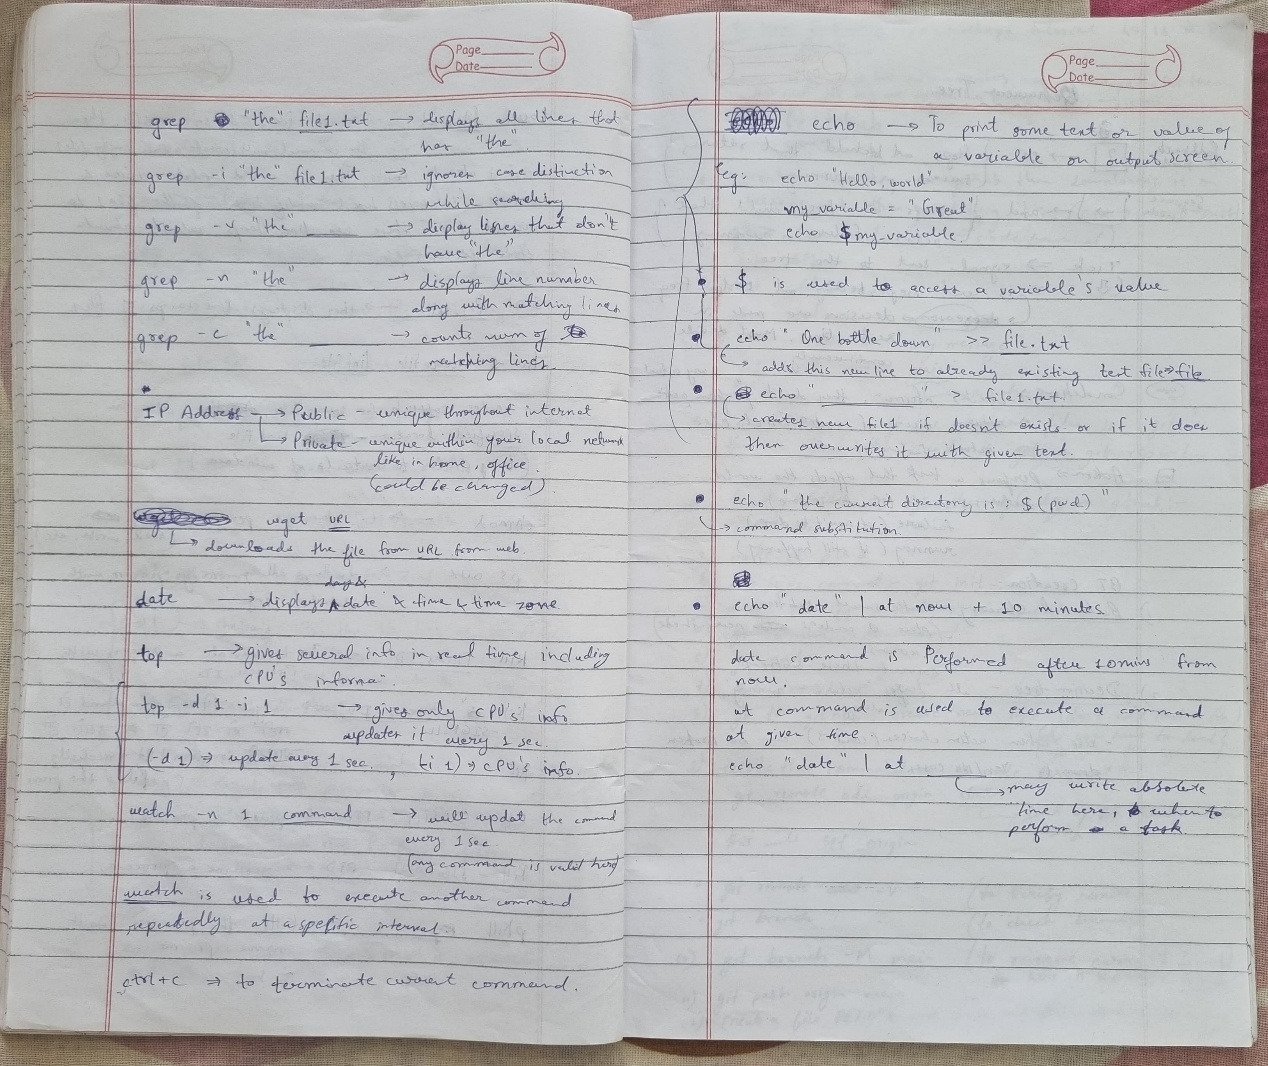 Page
Date
grep "the" file1.txt → displays all lines that
has "the"
grep -i "the" file1.txt → ignores case distinction
while searching
grep -v "the" ____ → display lines that don't
have "the"
grep -n "the" ____ → displays line number
along with matching lines
grep -c "the" ____ → counts num of
matching lines.
IP Address → Public - unique throughout internet
→ Private - unique within your local network
like in home, office.
(could be changed).
wget URL
↳ downloads the file from URL from web.
day &
date → displays ∧ date & time & time zone
top → gives several info in real time, including
CPU's informa.
top -d 1 -i 1 → gives only CPU's info
updates it every 1 sec.
(-d 1) → update every 1 sec. , (-i 1) → CPU's info.
watch -n 1 command → will updat the command
every 1 sec.
(any command is valid here)
watch is used to execute another command
repeatedly at a spefific interval.
ctrl+c ⇒ to terminate current command.
Page
Date
echo → To print some text or value of
a variable on output screen.
Eg: echo "Hello, world"
my_variable = "Great"
echo $my_variable.
• $ is used to access a variable's value
• echo "One bottle down" >> file.txt
↳ adds this new line to already existing text file⇒file
• echo "____" > file1.txt.
↳ creates new file1 if doesn't exists or if it does
then overwrites it with given text.
• echo "the current directory is: $(pwd)"
↳ command substitution.
• echo "date" | at now + 10 minutes
date command is Performed after 10mins from
now.
at command is used to execute a command
at given time
echo "date" | at ____
↳ may write absolute
time here, when to
perform a task